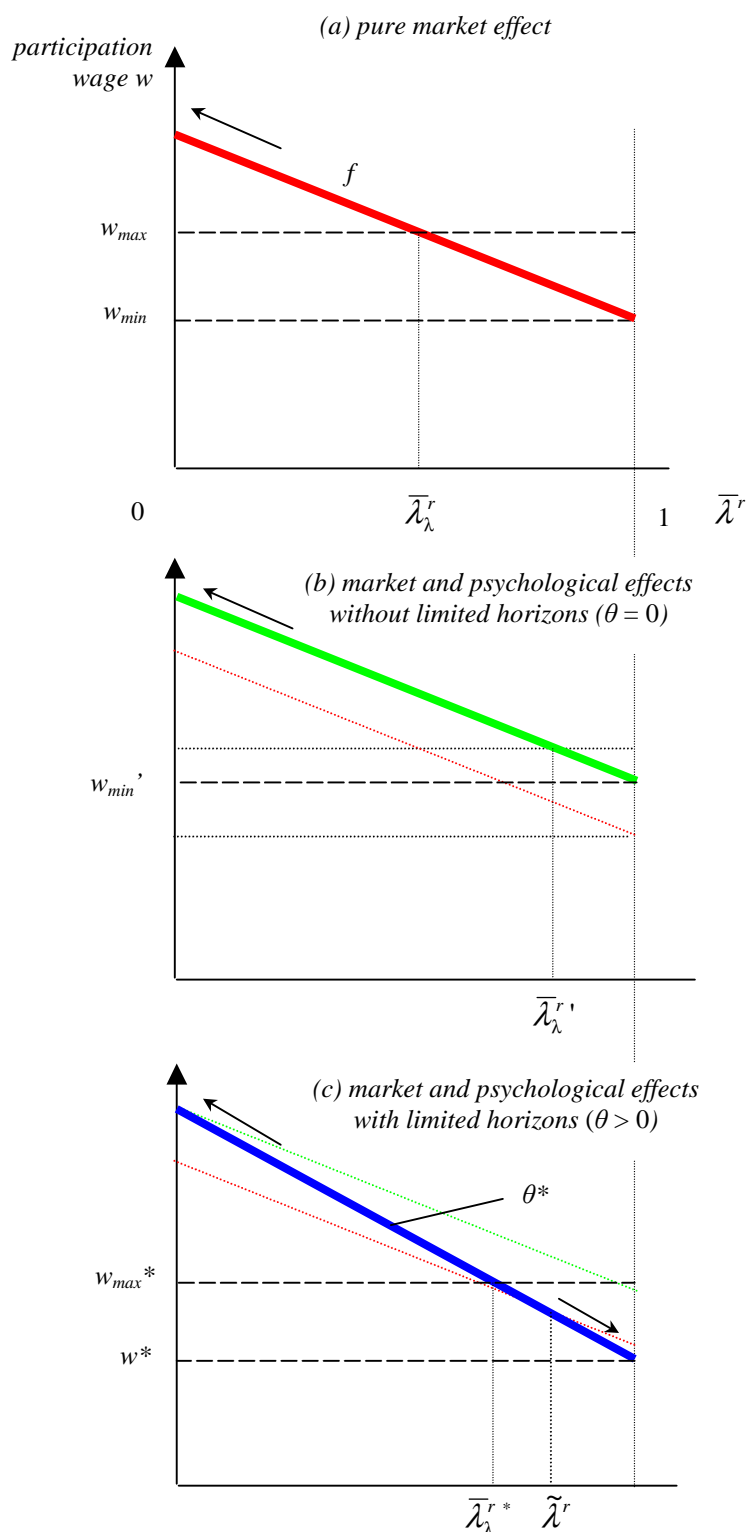 (a) pure market effect
participation
wage w
f
w_max
w_min
0
λ̅^r_λ
1
λ̅^r
(b) market and psychological effects
without limited horizons (θ = 0)
w_min’
λ̅^r_λ '
(c) market and psychological effects
with limited horizons (θ > 0)
θ*
w_max*
w*
λ̅^r_λ *
λ̃^r